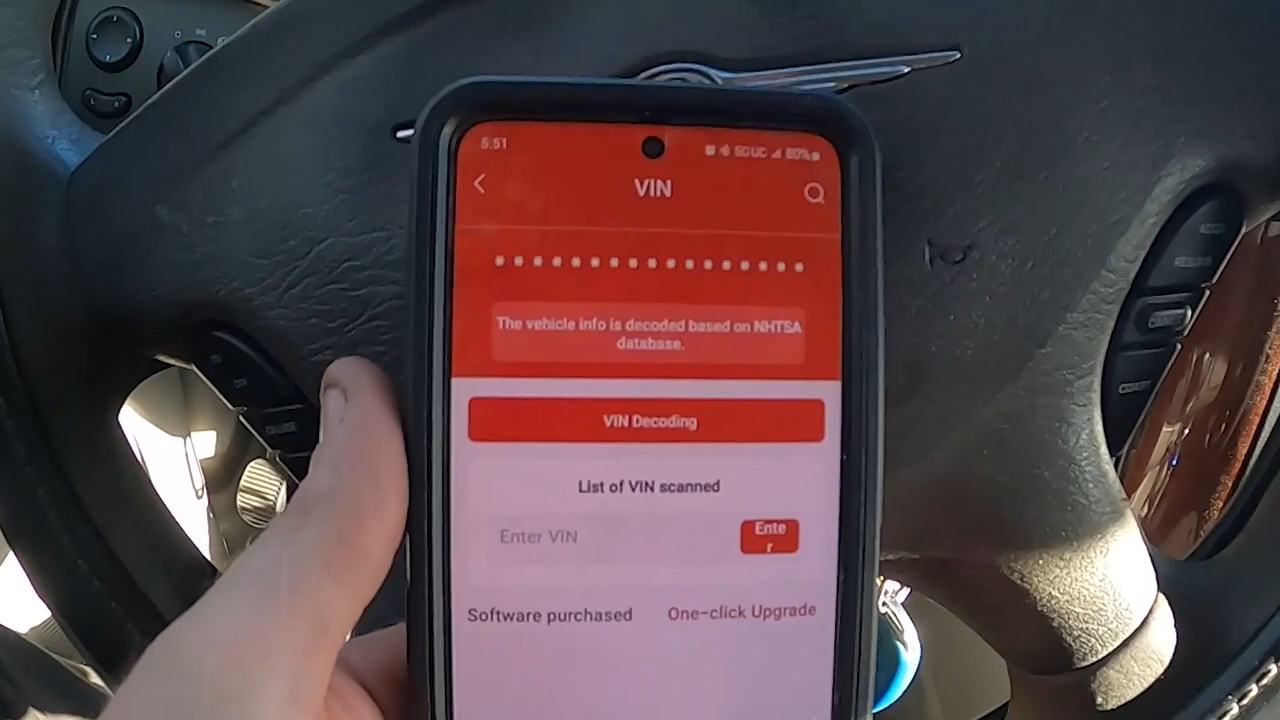 5:51
5G UC
80%
VIN
The vehicle info is decoded based on NHTSA
database.
VIN Decoding
List of VIN scanned
Enter VIN
Ente
r
Software purchased
One-click Upgrade